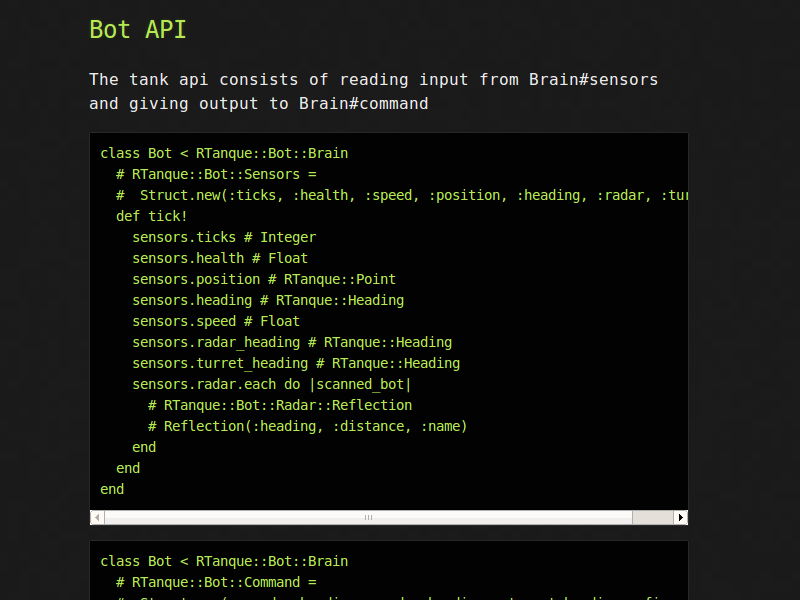 Bot API
The tank api consists of reading input from Brain#sensors
and giving output to Brain#command
class Bot < RTanque::Bot::Brain
# RTanque::Bot::Sensors =
#  Struct.new(:ticks, :health, :speed, :position, :heading, :radar,
def tick!
sensors.ticks # Integer
sensors.health # Float
sensors.position # RTanque::Point
sensors.heading # RTanque::Heading
sensors.speed # Float
sensors.radar_heading # RTanque::Heading
sensors.turret_heading # RTanque::Heading
sensors.radar.each do |scanned_bot|
# RTanque::Bot::Radar::Reflection
# Reflection(:heading, :distance, :name)
end
end
end
class Bot < RTanque::Bot::Brain
# RTanque::Bot::Command =